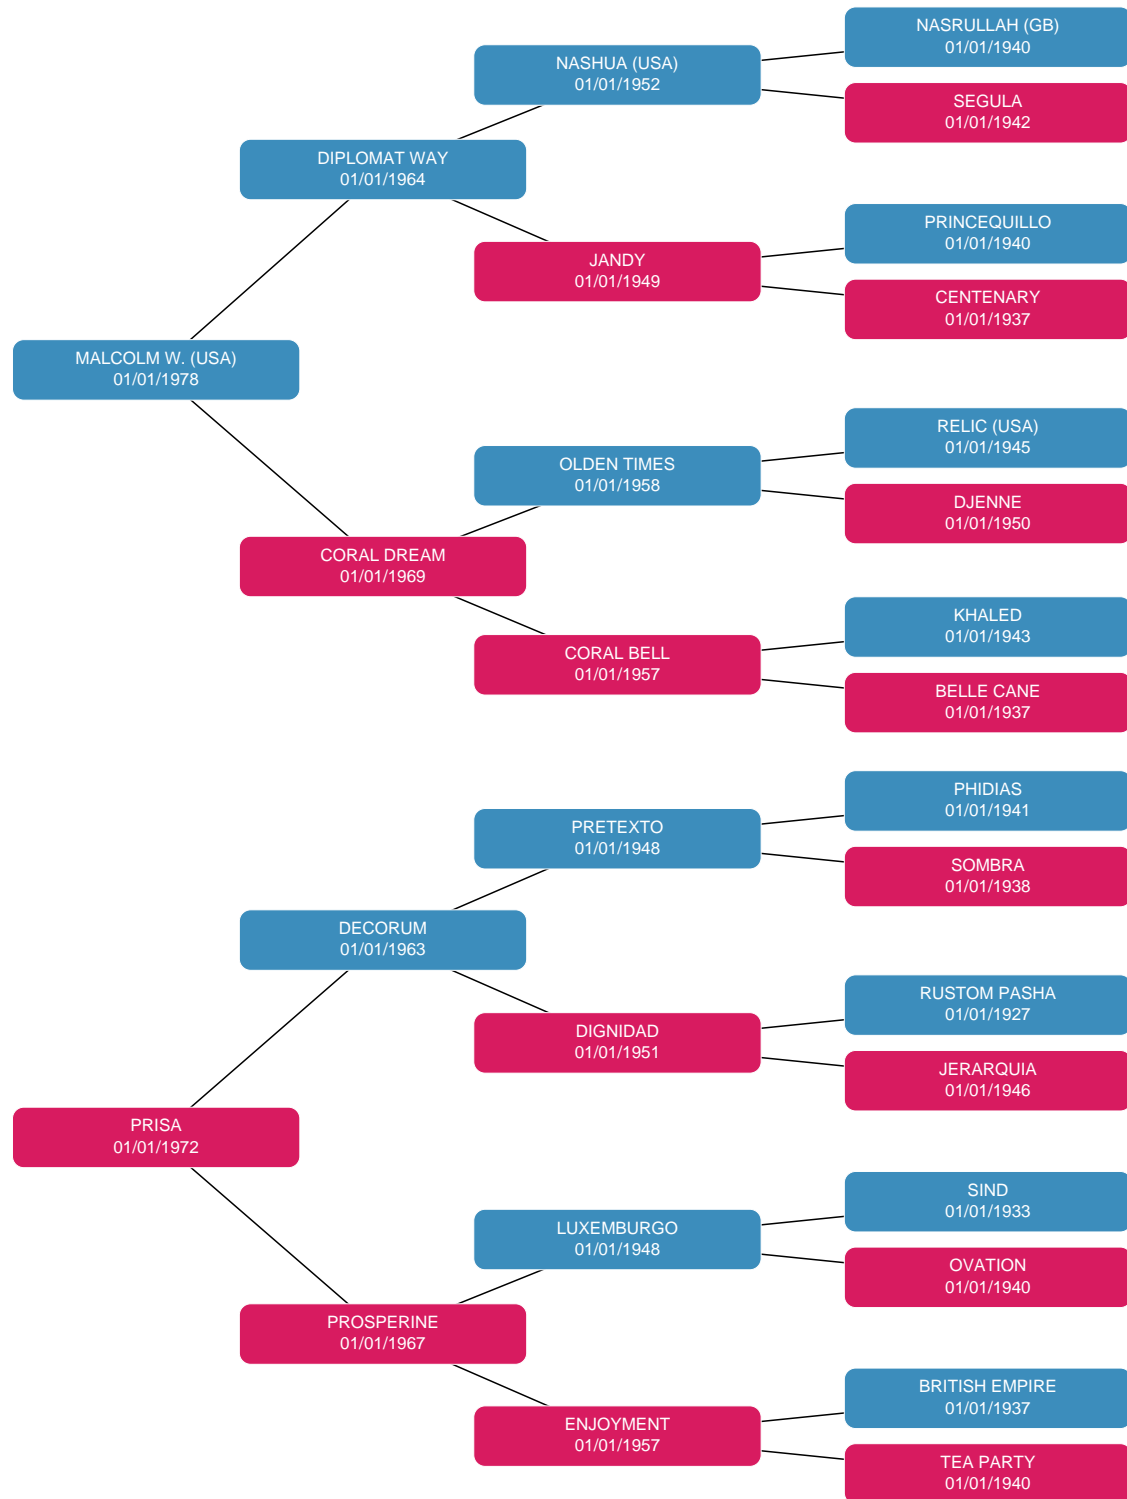 NASRULLAH (GB)
01/01/1940
NASHUA (USA)
01/01/1952
SEGULA
01/01/1942
DIPLOMAT WAY
01/01/1964
PRINCEQUILLO
01/01/1940
JANDY
01/01/1949
CENTENARY
01/01/1937
MALCOLM W. (USA)
01/01/1978
RELIC (USA)
01/01/1945
OLDEN TIMES
01/01/1958
DJENNE
01/01/1950
CORAL DREAM
01/01/1969
KHALED
01/01/1943
CORAL BELL
01/01/1957
BELLE CANE
01/01/1937
PHIDIAS
01/01/1941
PRETEXTO
01/01/1948
SOMBRA
01/01/1938
DECORUM
01/01/1963
RUSTOM PASHA
01/01/1927
DIGNIDAD
01/01/1951
JERARQUIA
01/01/1946
PRISA
01/01/1972
SIND
01/01/1933
LUXEMBURGO
01/01/1948
OVATION
01/01/1940
PROSPERINE
01/01/1967
BRITISH EMPIRE
01/01/1937
ENJOYMENT
01/01/1957
TEA PARTY
01/01/1940